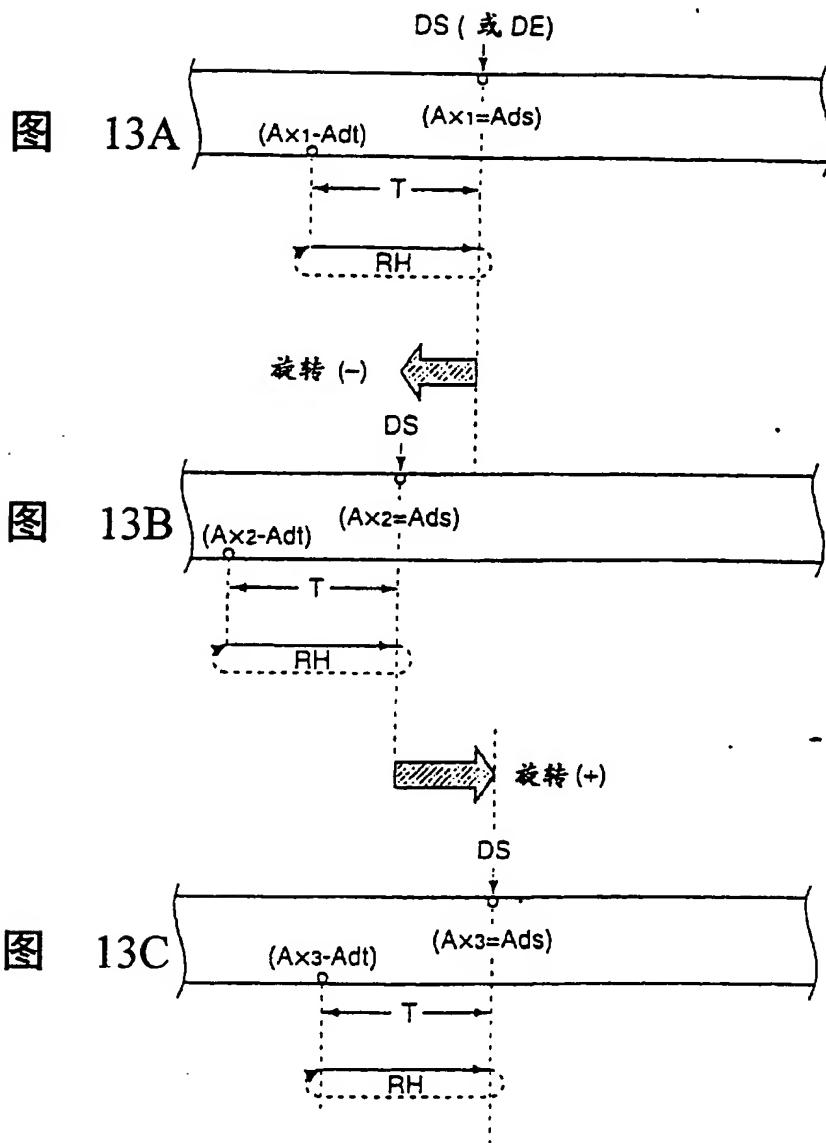 DS ( 或 DE)
图 13A
(Ax1-Adt)
(Ax1=Ads)
T
RH
旋转 (−)
DS
图 13B
(Ax2-Adt)
(Ax2=Ads)
T
RH
旋转 (+)
DS
图 13C
(Ax3-Adt)
(Ax3=Ads)
T
RH